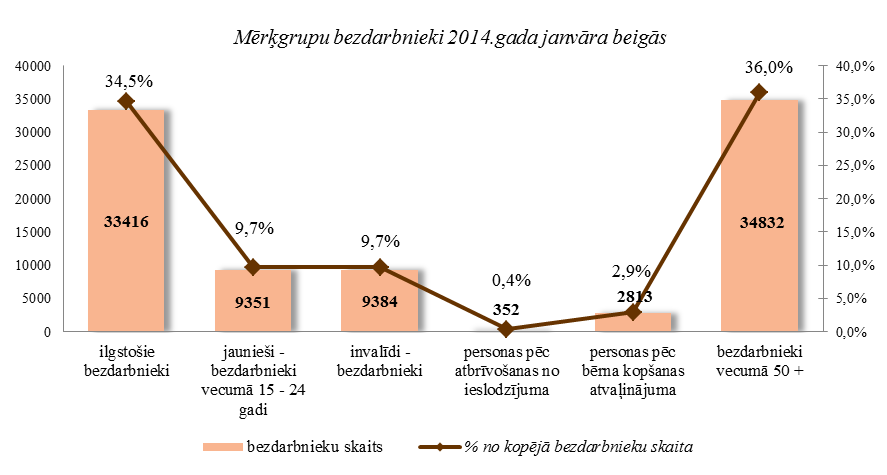 Mērķgrupu bezdarbnieki 2014.gada janvāra beigās
40000
35000
30000
25000
20000
15000
10000
5000
0
34,5%
9,7%
9,7%
0,4%
2,9%
36,0%
33416
9351
9384
352
2813
34832
40,0%
35,0%
30,0%
25,0%
20,0%
15,0%
10,0%
5,0%
0,0%
ilgstošie
bezdarbnieki
jaunieši -
bezdarbnieki
vecumā 15 - 24
gadi
invalīdi -
bezdarbnieki
personas pēc
atbrīvošanas no
ieslodzījuma
personas pēc
bērna kopšanas
atvaļinājuma
bezdarbnieki
vecumā 50 +
bezdarbnieku skaits
% no kopējā bezdarbnieku skaita